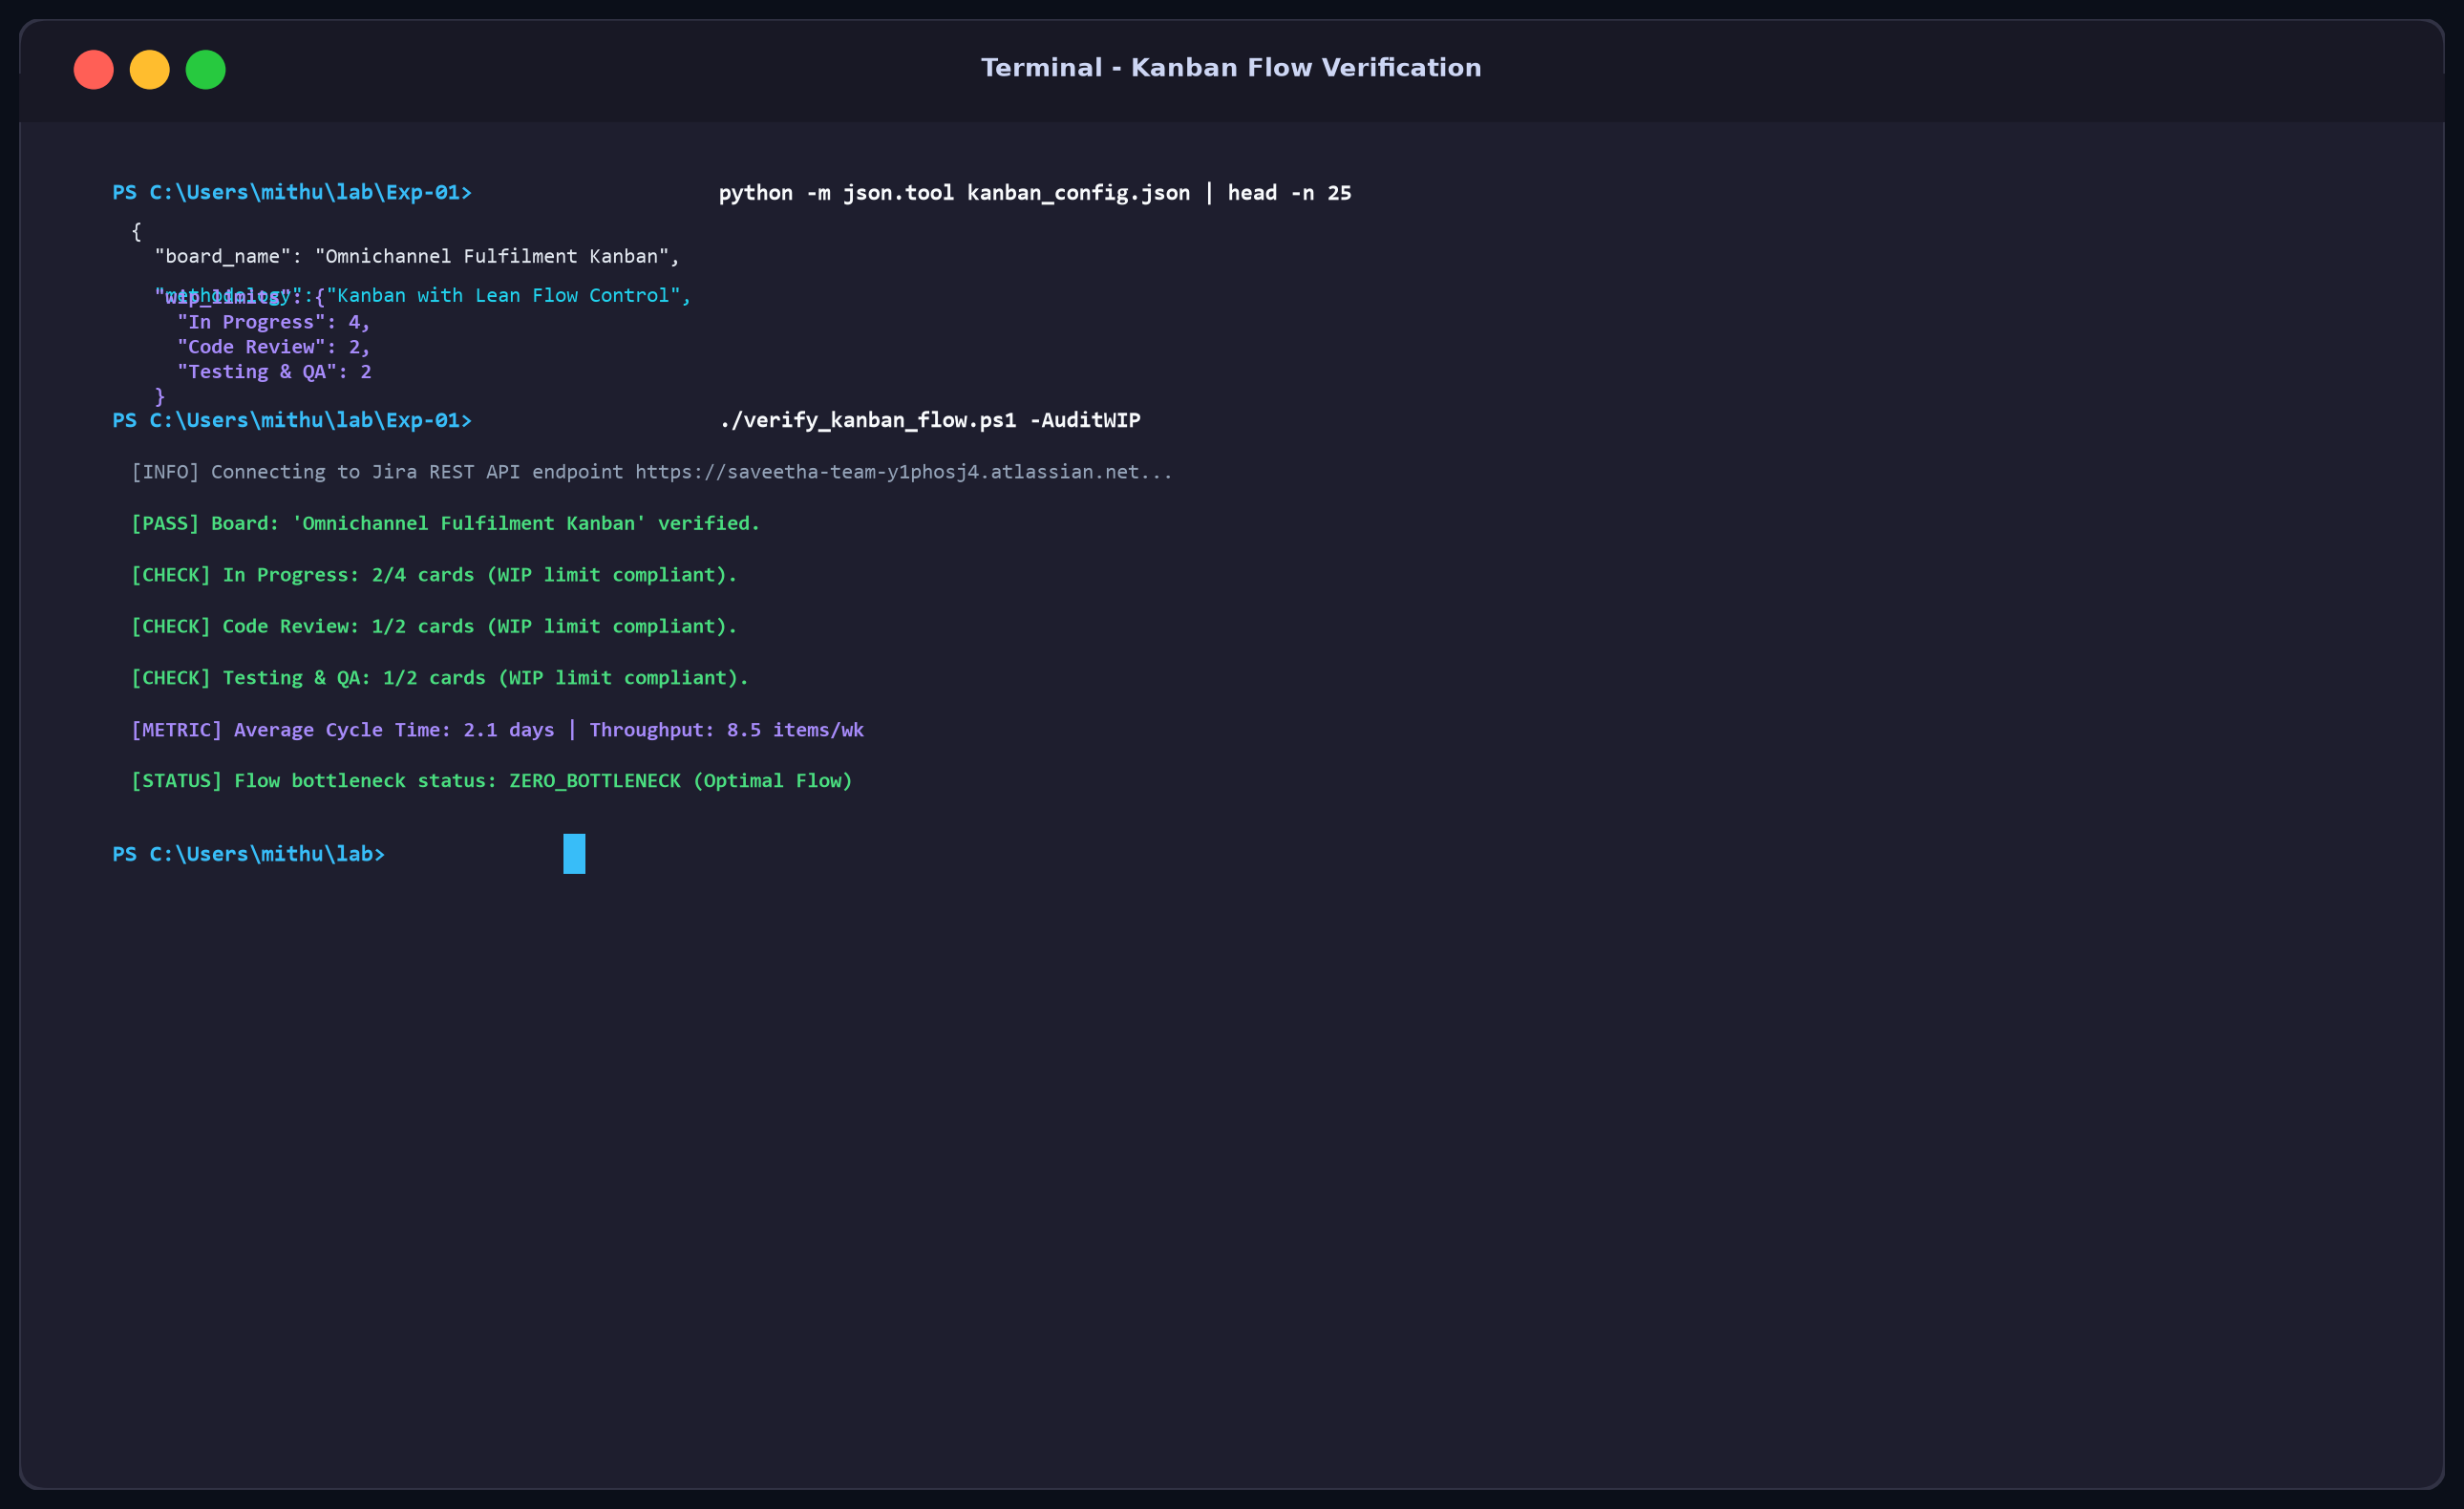 Terminal - Kanban Flow Verification
PS C:\Users\mithu\lab\Exp-01> python -m json.tool kanban_config.json | head -n 25
{
"board_name": "Omnichannel Fulfilment Kanban",
"methodology": "Kanban with Lean Flow Control",
"wip_limits": {
"In Progress": 4,
"Code Review": 2,
"Testing & QA": 2
}
PS C:\Users\mithu\lab\Exp-01> ./verify_kanban_flow.ps1 -AuditWIP
[INFO] Connecting to Jira REST API endpoint https://saveetha-team-y1phosj4.atlassian.net...
[PASS] Board: 'Omnichannel Fulfilment Kanban' verified.
[CHECK] In Progress: 2/4 cards (WIP limit compliant).
[CHECK] Code Review: 1/2 cards (WIP limit compliant).
[CHECK] Testing & QA: 1/2 cards (WIP limit compliant).
[METRIC] Average Cycle Time: 2.1 days | Throughput: 8.5 items/wk
[STATUS] Flow bottleneck status: ZERO_BOTTLENECK (Optimal Flow)
PS C:\Users\mithu\lab>